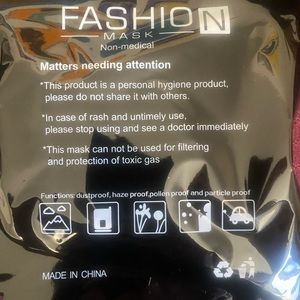 FASHION
MASK
Non-medical
Matters needing attention
*This product is a personal hygiene product,
please do not share it with others.
*In case of rash and untimely use,
please stop using and see a doctor immediately
*This mask can not be used for filtering
and protection of toxic gas
Functions: dustproof, haze proof,pollen proof and particle proof
MADE IN CHINA